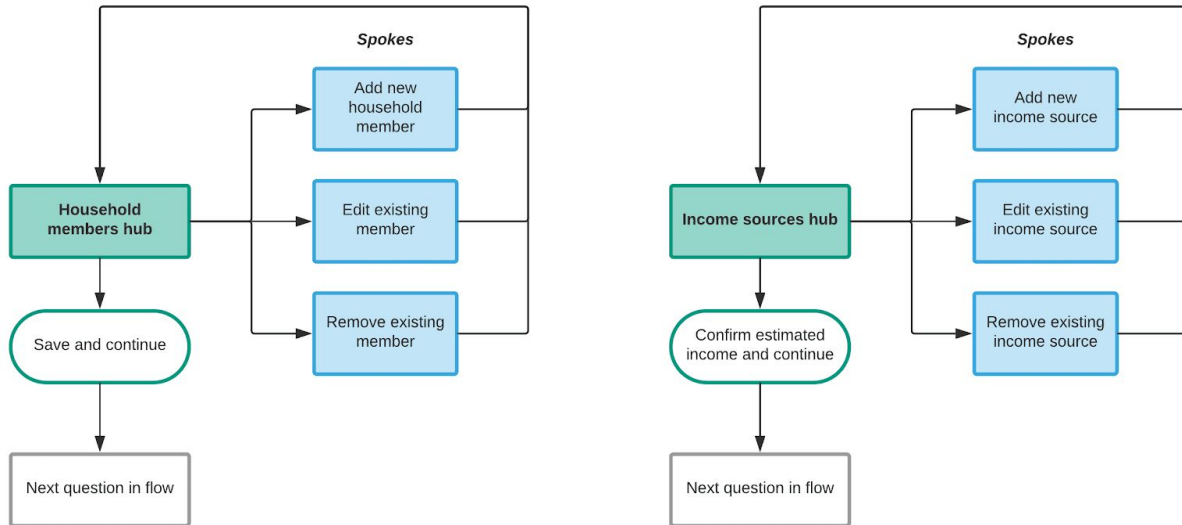 Spokes
Add new
household
member
Household
members hub
Edit existing
member
Save and continue
Remove existing
member
Next question in flow
Spokes
Add new
income source
Income sources hub
Edit existing
income source
Confirm estimated
income and continue
Remove existing
income source
Next question in flow